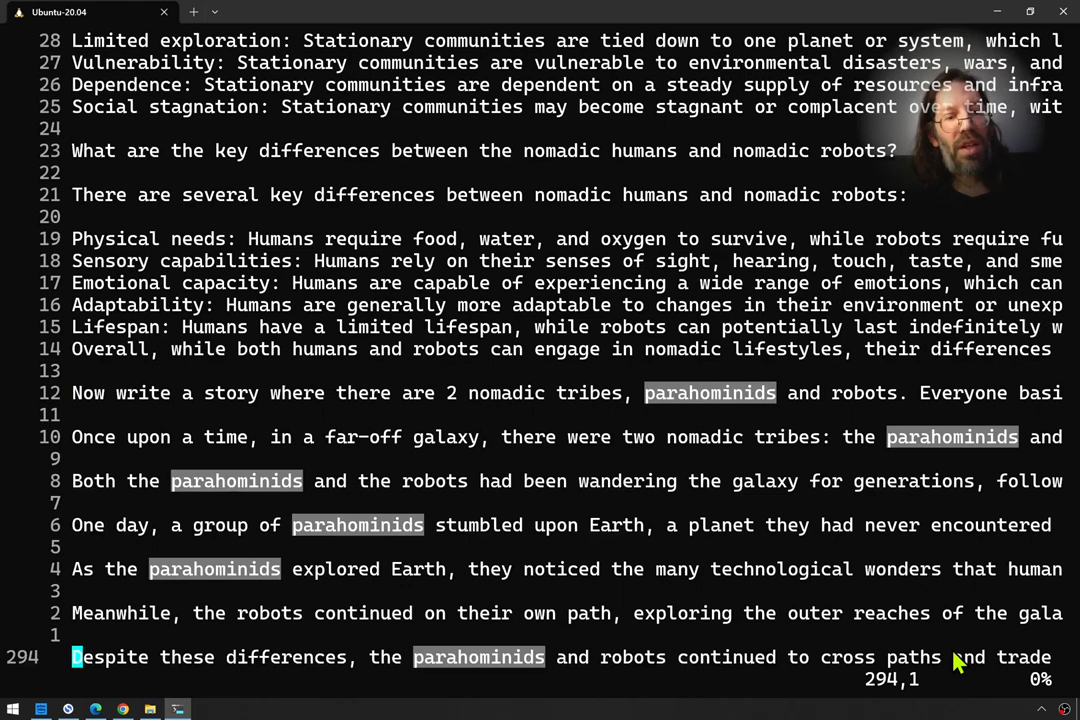 Ubuntu-20.04
28 Limited exploration: Stationary communities are tied down to one planet or system, which l
27 Vulnerability: Stationary communities are vulnerable to environmental disasters, wars, and
26 Dependence: Stationary communities are dependent on a steady supply of resources and infra
25 Social stagnation: Stationary communities may become stagnant or complacent over time, wit
24
23 What are the key differences between the nomadic humans and nomadic robots?
22
21 There are several key differences between nomadic humans and nomadic robots:
20
19 Physical needs: Humans require food, water, and oxygen to survive, while robots require fu
18 Sensory capabilities: Humans rely on their senses of sight, hearing, touch, taste, and sme
17 Emotional capacity: Humans are capable of experiencing a wide range of emotions, which can
16 Adaptability: Humans are generally more adaptable to changes in their environment or unexp
15 Lifespan: Humans have a limited lifespan, while robots can potentially last indefinitely w
14 Overall, while both humans and robots can engage in nomadic lifestyles, their differences
13
12 Now write a story where there are 2 nomadic tribes, parahominids and robots. Everyone basi
11
10 Once upon a time, in a far-off galaxy, there were two nomadic tribes: the parahominids and
9
8 Both the parahominids and the robots had been wandering the galaxy for generations, follow
7
6 One day, a group of parahominids stumbled upon Earth, a planet they had never encountered
5
4 As the parahominids explored Earth, they noticed the many technological wonders that human
3
2 Meanwhile, the robots continued on their own path, exploring the outer reaches of the gala
1
294 Despite these differences, the parahominids and robots continued to cross paths and trade
294,1 0%